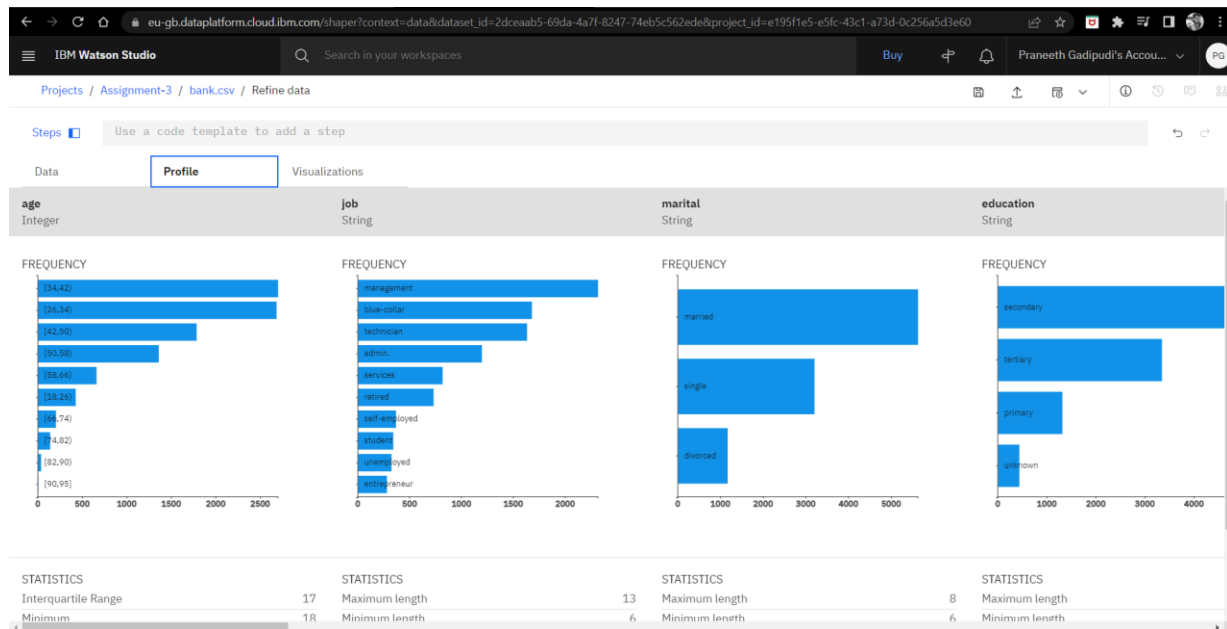 eu-gb.dataplatform.cloud.ibm.com/shaper?context=data&dataset_id=2dceaab5-69da-4a7f-8247-74eb5c562ede&project_id=e195f1e5-e5fc-43c1-a73d-0c256a5d3e60
IBM Watson Studio Search in your workspaces Buy Praneeth Gadipudi's Accou... PG
Projects / Assignment-3 / bank.csv / Refine data
Steps Use a code template to add a step
Data Profile Visualizations
age job marital education
Integer String String String
FREQUENCY
[34,42)
[26,34)
[42,50)
[50,58)
[58,66)
[18,26)
[66,74)
[74,82)
[82,90)
[90,95]
0 500 1000 1500 2000 2500
FREQUENCY
management
blue-collar
technician
admin.
services
retired
self-employed
student
unemployed
entrepreneur
0 500 1000 1500 2000
FREQUENCY
married
single
divorced
0 1000 2000 3000 4000 5000
FREQUENCY
secondary
tertiary
primary
unknown
0 1000 2000 3000 4000
STATISTICS STATISTICS STATISTICS STATISTICS
Interquartile Range 17 Maximum length 13 Maximum length 8 Maximum length
Minimum 18 Minimum length 6 Minimum length 6 Minimum length